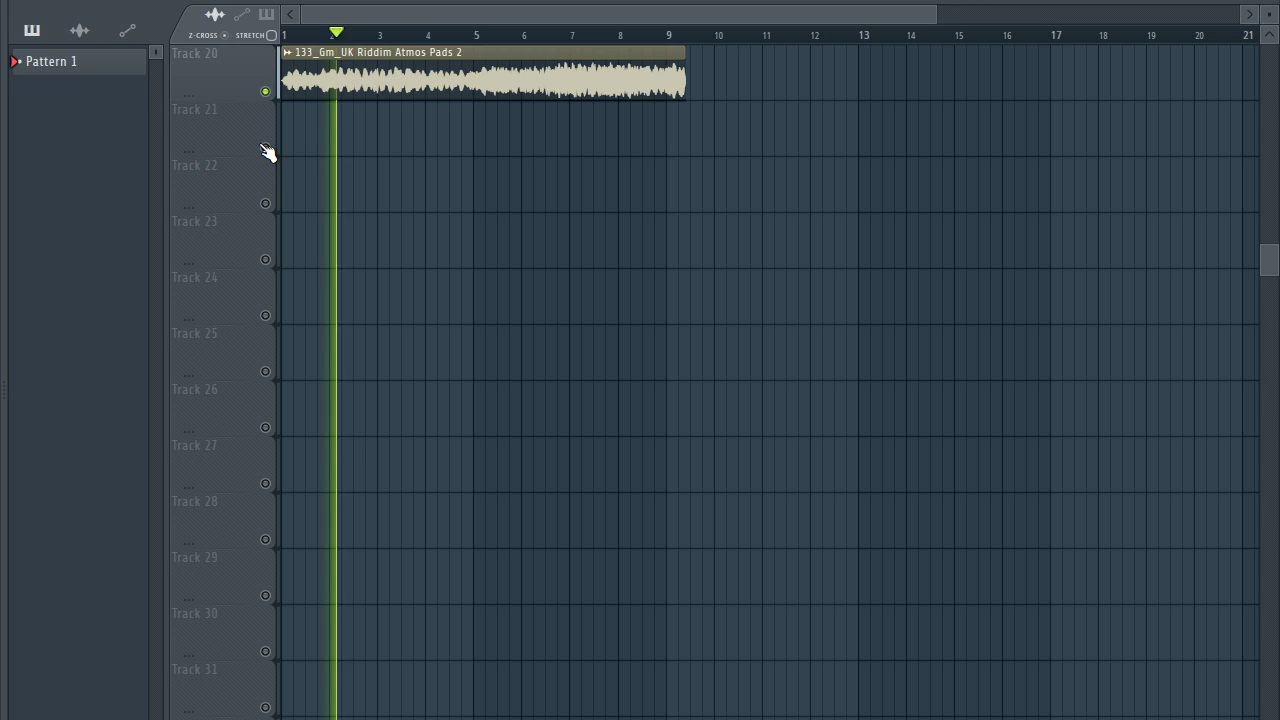 Z-CROSS STRETCH
1 2 3 4 5 6 7 8 9 10 11 12 13 14 15 16 17 18 19 20 21
Pattern 1
Track 20
133_Gm_UK Riddim Atmos Pads 2
...
Track 21
...
Track 22
...
Track 23
...
Track 24
...
Track 25
...
Track 26
...
Track 27
...
Track 28
...
Track 29
...
Track 30
...
Track 31
...